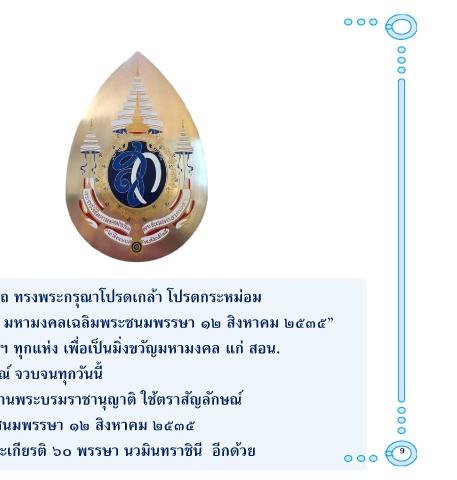 ถ ทรงพระกรุณาโปรดเกล้า โปรดกระหม่อม
มหามงคลเฉลิมพระชนมพรรษา ๑๒ สิงหาคม ๒๕๓๕”
ฯ ทุกแห่ง เพื่อเป็นมิ่งขวัญมหามงคล แก่ สอน.
ณ์ จวบจนทุกวันนี้
านพระบรมราชานุญาติ ใช้ตราสัญลักษณ์
ชนมพรรษา ๑๒ สิงหาคม ๒๕๓๕
ะเกียรติ ๖๐ พรรษา นวมินทราชินี อีกด้วย
9